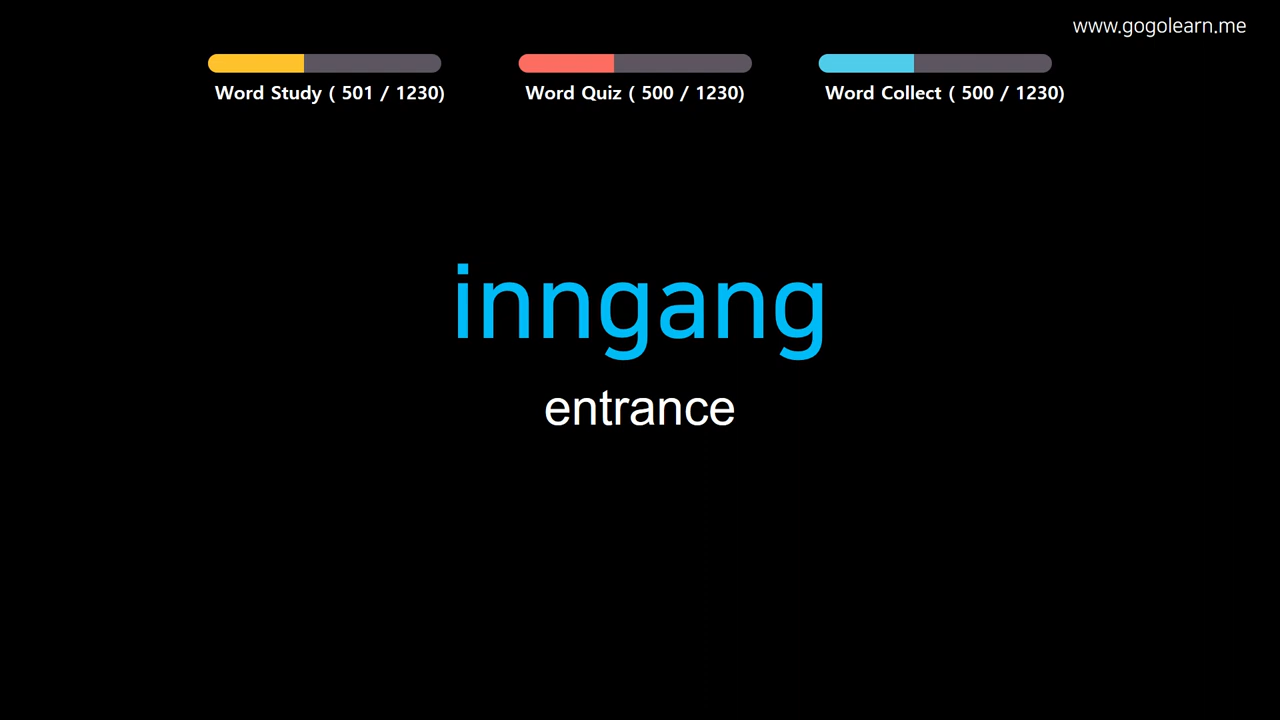 www.gogolearn.me
Word Study ( 501 / 1230)
Word Quiz ( 500 / 1230)
Word Collect ( 500 / 1230)
inngang
entrance